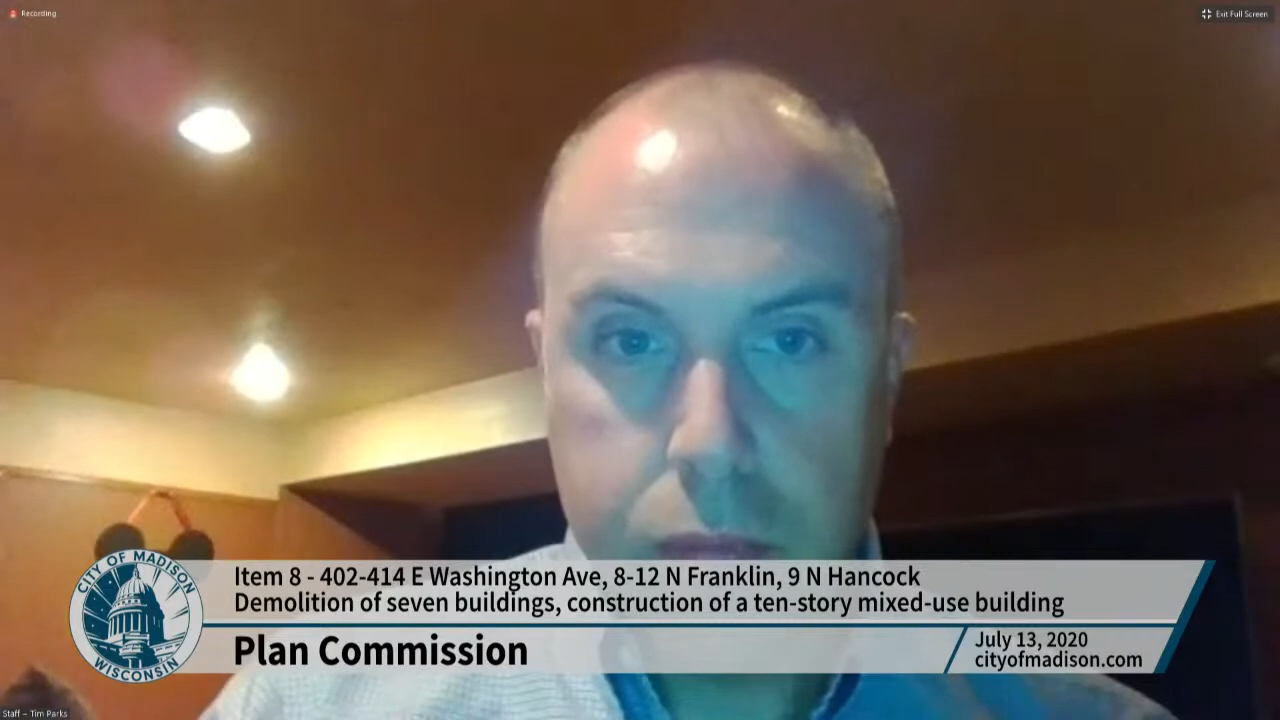 Recording
Exit Full Screen
Item 8 - 402-414 E Washington Ave, 8-12 N Franklin, 9 N Hancock
Demolition of seven buildings, construction of a ten-story mixed-use building
Plan Commission
July 13, 2020
cityofmadison.com
CITY OF MADISON
WISCONSIN
Staff – Tim Parks